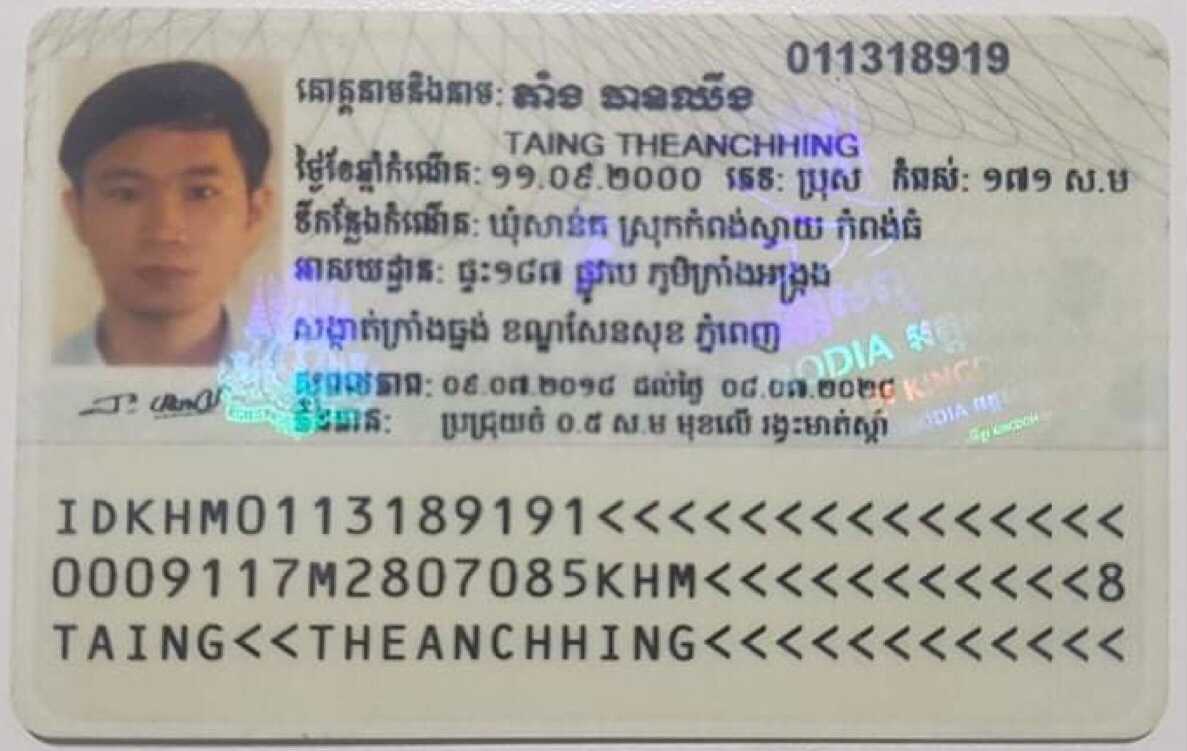 011318919
គោត្តនាមនិងនាម: តាំង ធានឈីង
TAING THEANCHHING
ថ្ងៃខែឆ្នាំកំណើត: ១១.០៩.២០០០ ភេទ: ប្រុស កំពស់: ១៧១ ស.ម
ទីកន្លែងកំណើត: ឃុំសាន់គ ស្រុកកំពង់ស្វាយ កំពង់ធំ
អាសយដ្ឋាន: ផ្ទះ១៨៧ ផ្លូវបេ ភូមិក្រាំងអង្ក្រង
សង្កាត់ក្រាំងធ្នង់ ខណ្ឌសែនសុខ ភ្នំពេញ
សុពលភាព: ០៩.០៧.២០១៨ ដល់ថ្ងៃ ០៨.០៧.២០២៨
ភិនភាគ: ប្រជ្រុយចំ ០.៥ ស.ម មុខលើ រង្វះមាត់ស្ដាំ
IDKHM0113189191<<<<<<<<<<<<<<<
0009117M2807085KHM<<<<<<<<<<<8
TAING<<THEANCHHING<<<<<<<<<<<<